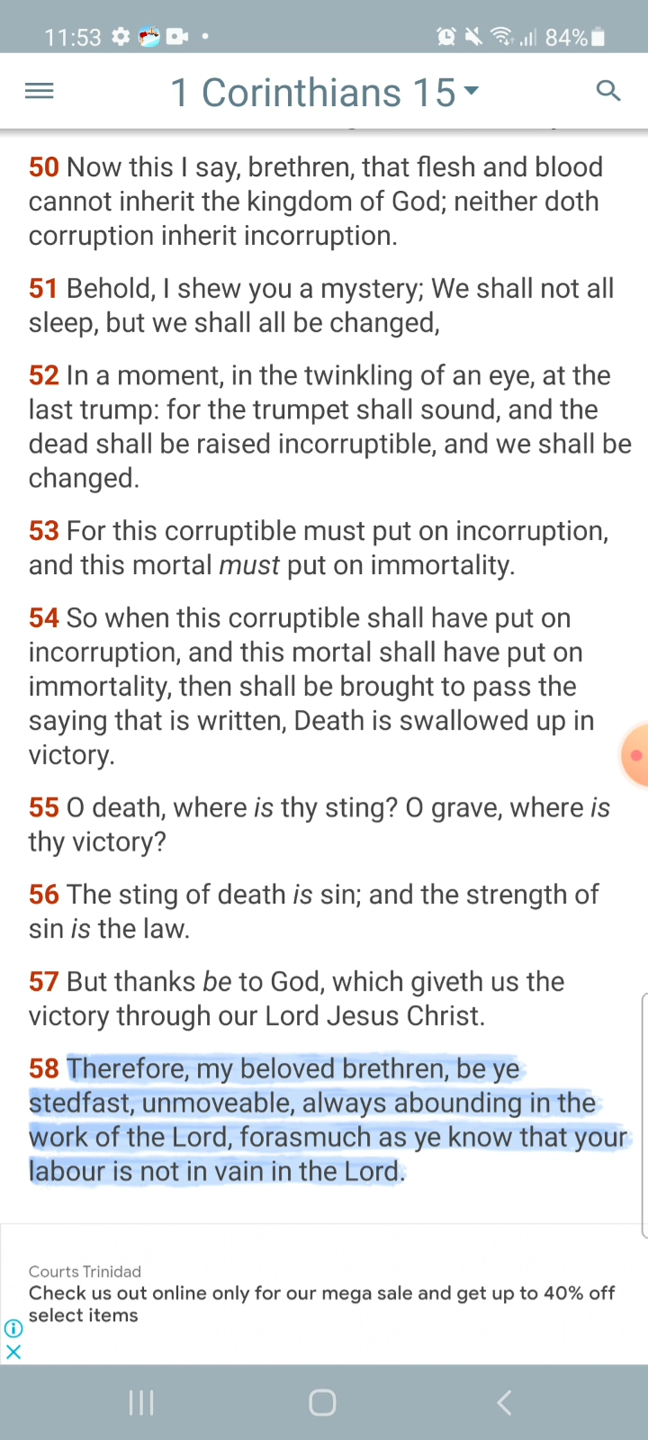 11:53
84%
1 Corinthians 15
50 Now this I say, brethren, that flesh and blood
cannot inherit the kingdom of God; neither doth
corruption inherit incorruption.
51 Behold, I shew you a mystery; We shall not all
sleep, but we shall all be changed,
52 In a moment, in the twinkling of an eye, at the
last trump: for the trumpet shall sound, and the
dead shall be raised incorruptible, and we shall be
changed.
53 For this corruptible must put on incorruption,
and this mortal must put on immortality.
54 So when this corruptible shall have put on
incorruption, and this mortal shall have put on
immortality, then shall be brought to pass the
saying that is written, Death is swallowed up in
victory.
55 O death, where is thy sting? O grave, where is
thy victory?
56 The sting of death is sin; and the strength of
sin is the law.
57 But thanks be to God, which giveth us the
victory through our Lord Jesus Christ.
58 Therefore, my beloved brethren, be ye
stedfast, unmoveable, always abounding in the
work of the Lord, forasmuch as ye know that your
labour is not in vain in the Lord.
Courts Trinidad
Check us out online only for our mega sale and get up to 40% off
select items